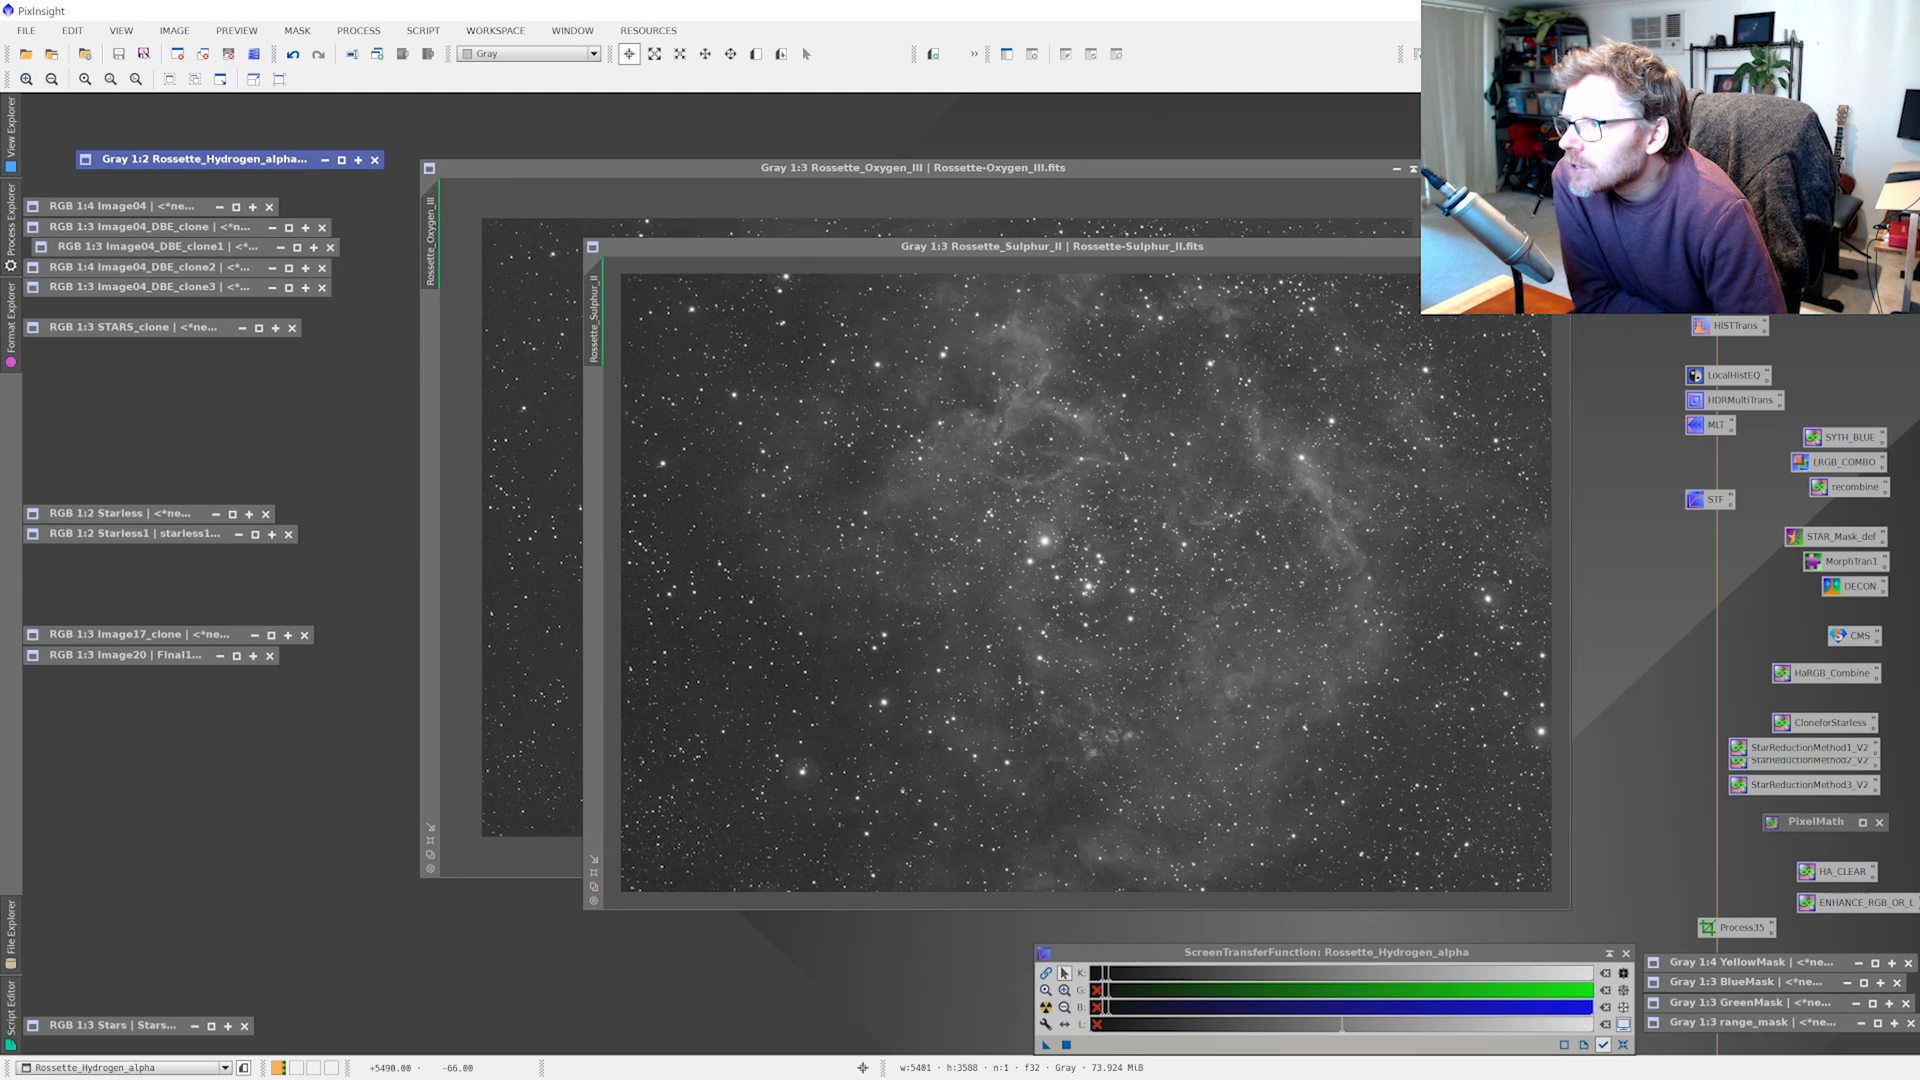 PixInsight
FILE EDIT VIEW IMAGE PREVIEW MASK PROCESS SCRIPT WORKSPACE WINDOW RESOURCES
Gray
View Explorer
Process Explorer
Format Explorer
File Explorer
Script Editor
Gray 1:2 Rossette_Hydrogen_alpha...
RGB 1:4 Image04 | <*ne...
RGB 1:3 Image04_DBE_clone | <*n...
RGB 1:3 Image04_DBE_clone1 | <*...
RGB 1:4 Image04_DBE_clone2 | <*...
RGB 1:3 Image04_DBE_clone3 | <*...
RGB 1:3 STARS_clone | <*ne...
RGB 1:2 Starless | <*ne...
RGB 1:2 Starless1 | starless1...
RGB 1:3 Image17_clone | <*ne...
RGB 1:3 Image20 | Final1...
RGB 1:3 Stars | Stars...
Gray 1:3 Rossette_Oxygen_III | Rossette-Oxygen_III.fits
Rossette_Oxygen_III
Gray 1:3 Rossette_Sulphur_II | Rossette-Sulphur_II.fits
Rossette_Sulphur_II
HISTTrans
LocalHistEQ
HDRMultiTrans
MLT
SYTH_BLUE
LRGB_COMBO
recombine
STF
STAR_Mask_def
MorphTran1
DECON
CMS
HaRGB_Combine
CloneforStarless
StarReductionMethod1_V2
StarReductionMethod2_V2
StarReductionMethod3_V2
PixelMath
HA_CLEAR
ENHANCE_RGB_OR_L
Process35
ScreenTransferFunction: Rossette_Hydrogen_alpha
K:
G:
B:
L:
Gray 1:4 YellowMask | <*ne...
Gray 1:3 BlueMask | <*ne...
Gray 1:3 GreenMask | <*ne...
Gray 1:3 range_mask | <*ne...
Rossette_Hydrogen_alpha
+5490.00 · -66.00
w:5401 · h:3588 · n:1 · f32 · Gray · 73.924 MiB